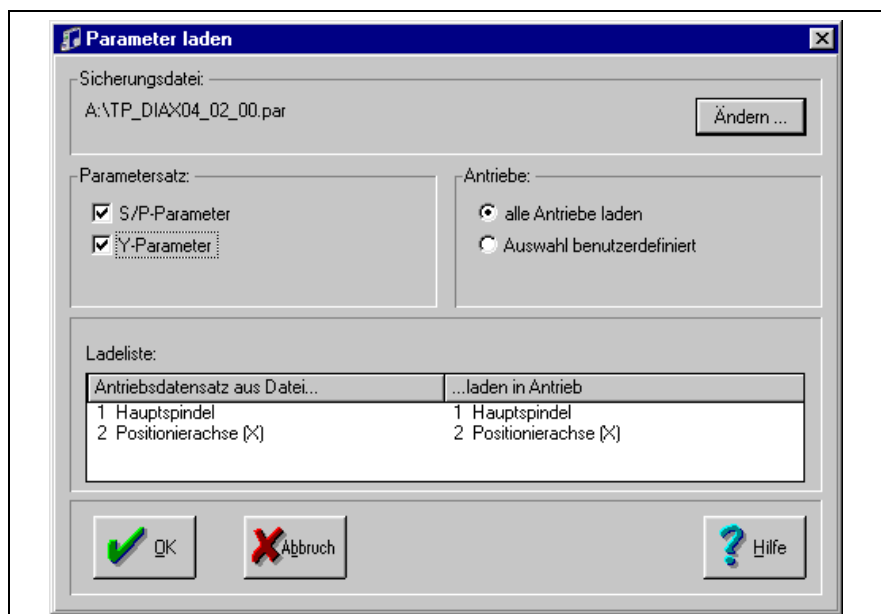 Parameter laden
Sicherungsdatei:
A:\TP_DIAX04_02_00.par
Ändern ...
Parametersatz:
S/P-Parameter
Y-Parameter
Antriebe:
alle Antriebe laden
Auswahl benutzerdefiniert
Ladeliste:
Antriebsdatensatz aus Datei... ...laden in Antrieb
1 Hauptspindel 1 Hauptspindel
2 Positionierachse (X) 2 Positionierachse (X)
OK Abbruch Hilfe